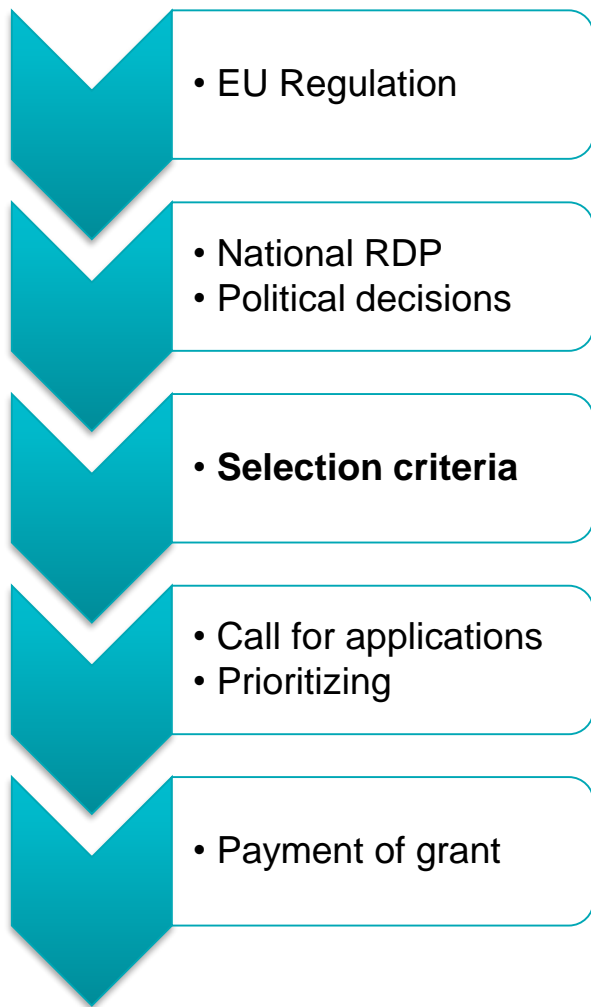 • EU Regulation
• National RDP
• Political decisions
• Selection criteria
• Call for applications
• Prioritizing
• Payment of grant